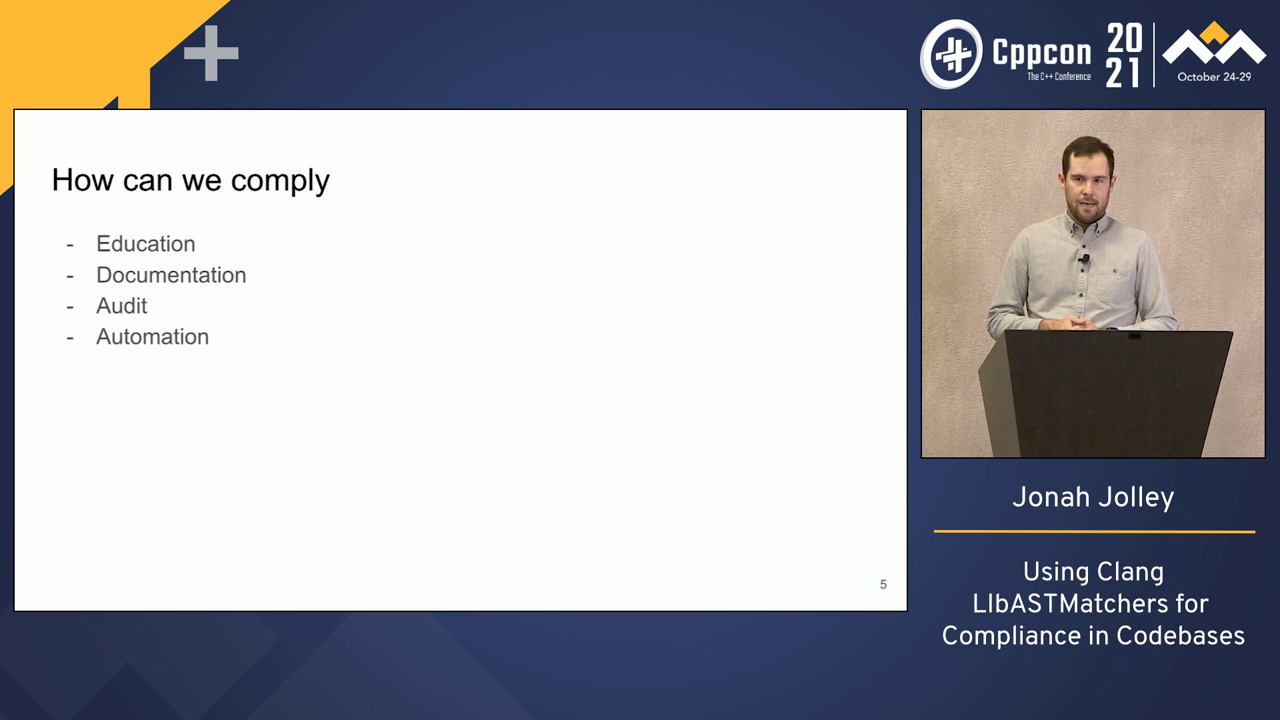 Cppcon
The C++ Conference
20
21
October 24-29
How can we comply
- Education
- Documentation
- Audit
- Automation
5
Jonah Jolley
Using Clang
LIbASTMatchers for
Compliance in Codebases